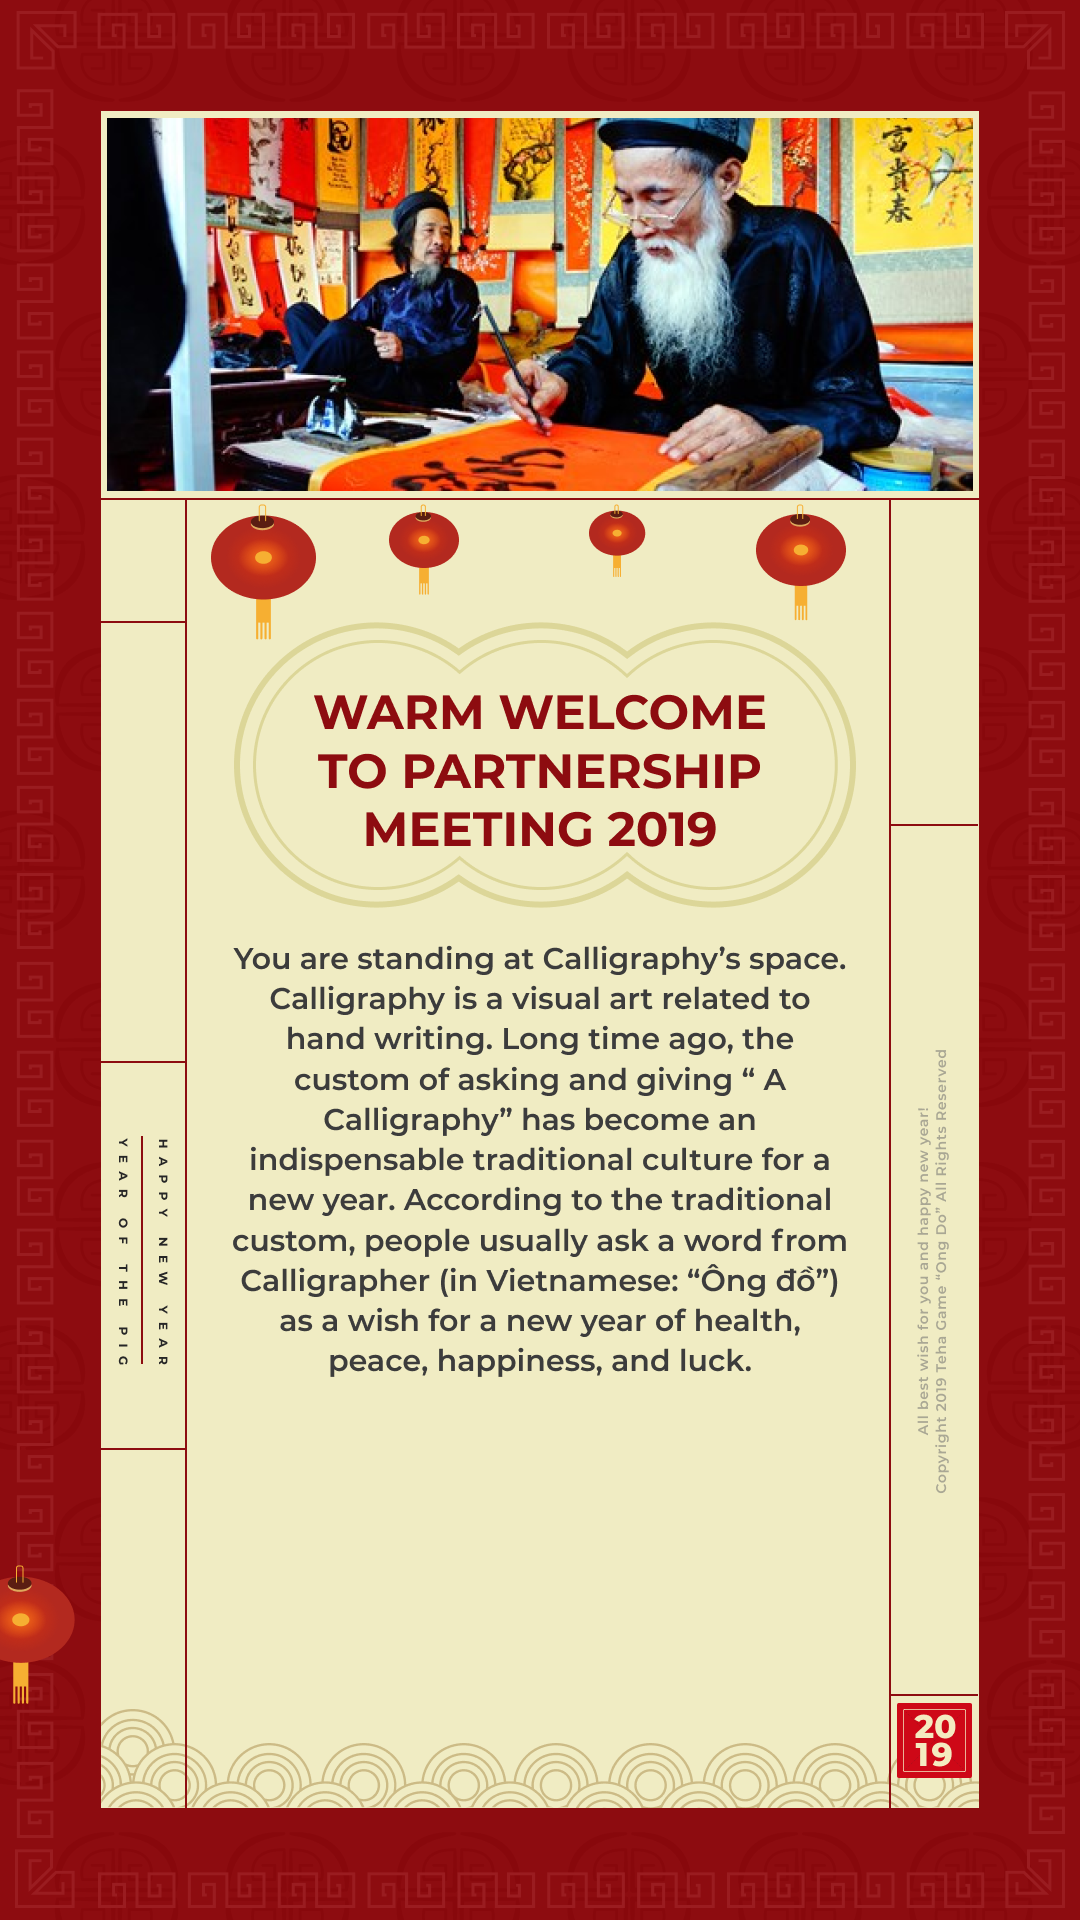 富
貴
春
WARM WELCOME
TO PARTNERSHIP
MEETING 2019
You are standing at Calligraphy’s space.
Calligraphy is a visual art related to
hand writing. Long time ago, the
custom of asking and giving “ A
Calligraphy” has become an
indispensable traditional culture for a
new year. According to the traditional
custom, people usually ask a word from
Calligrapher (in Vietnamese: “Ông đồ”)
as a wish for a new year of health,
peace, happiness, and luck.
HAPPY NEW YEAR
YEAR OF THE PIG
All best wish for you and happy new year!
Copyright 2019 Teha Game “Ong Do” All Rights Reserved
20
19